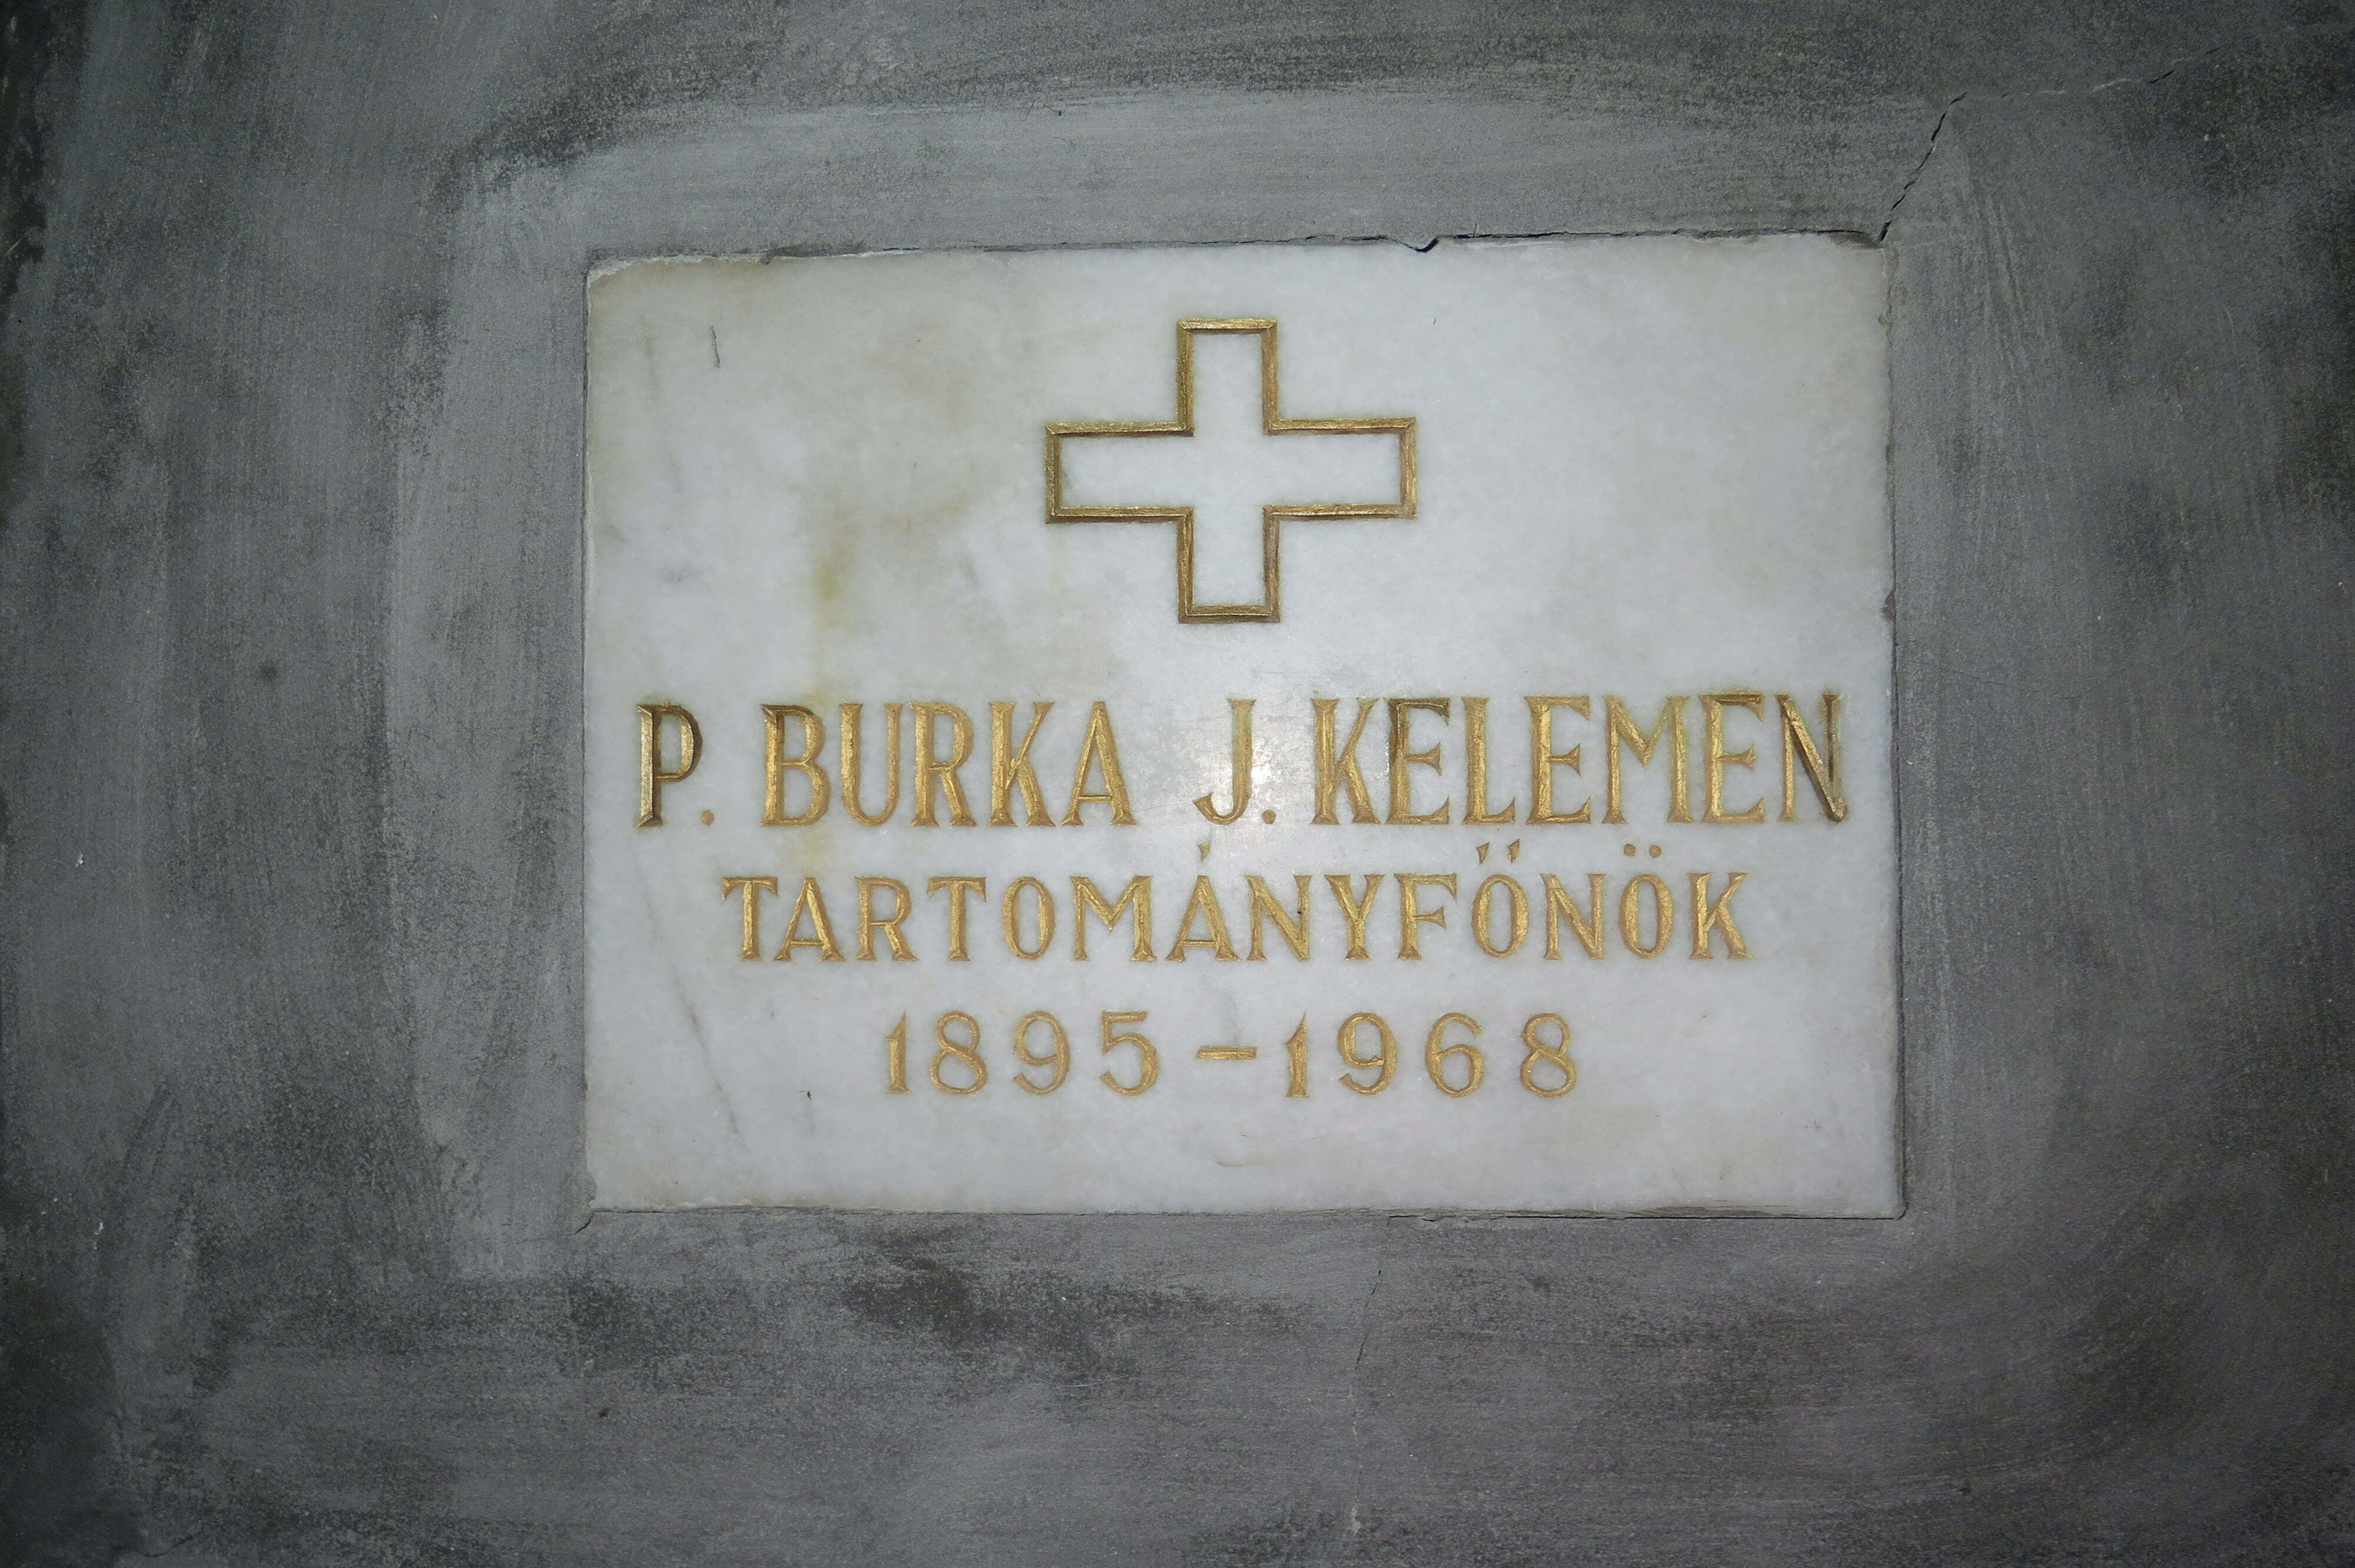 P. BURKA J. KELEMEN
TARTOMÁNYFŐNÖK
1895 – 1968